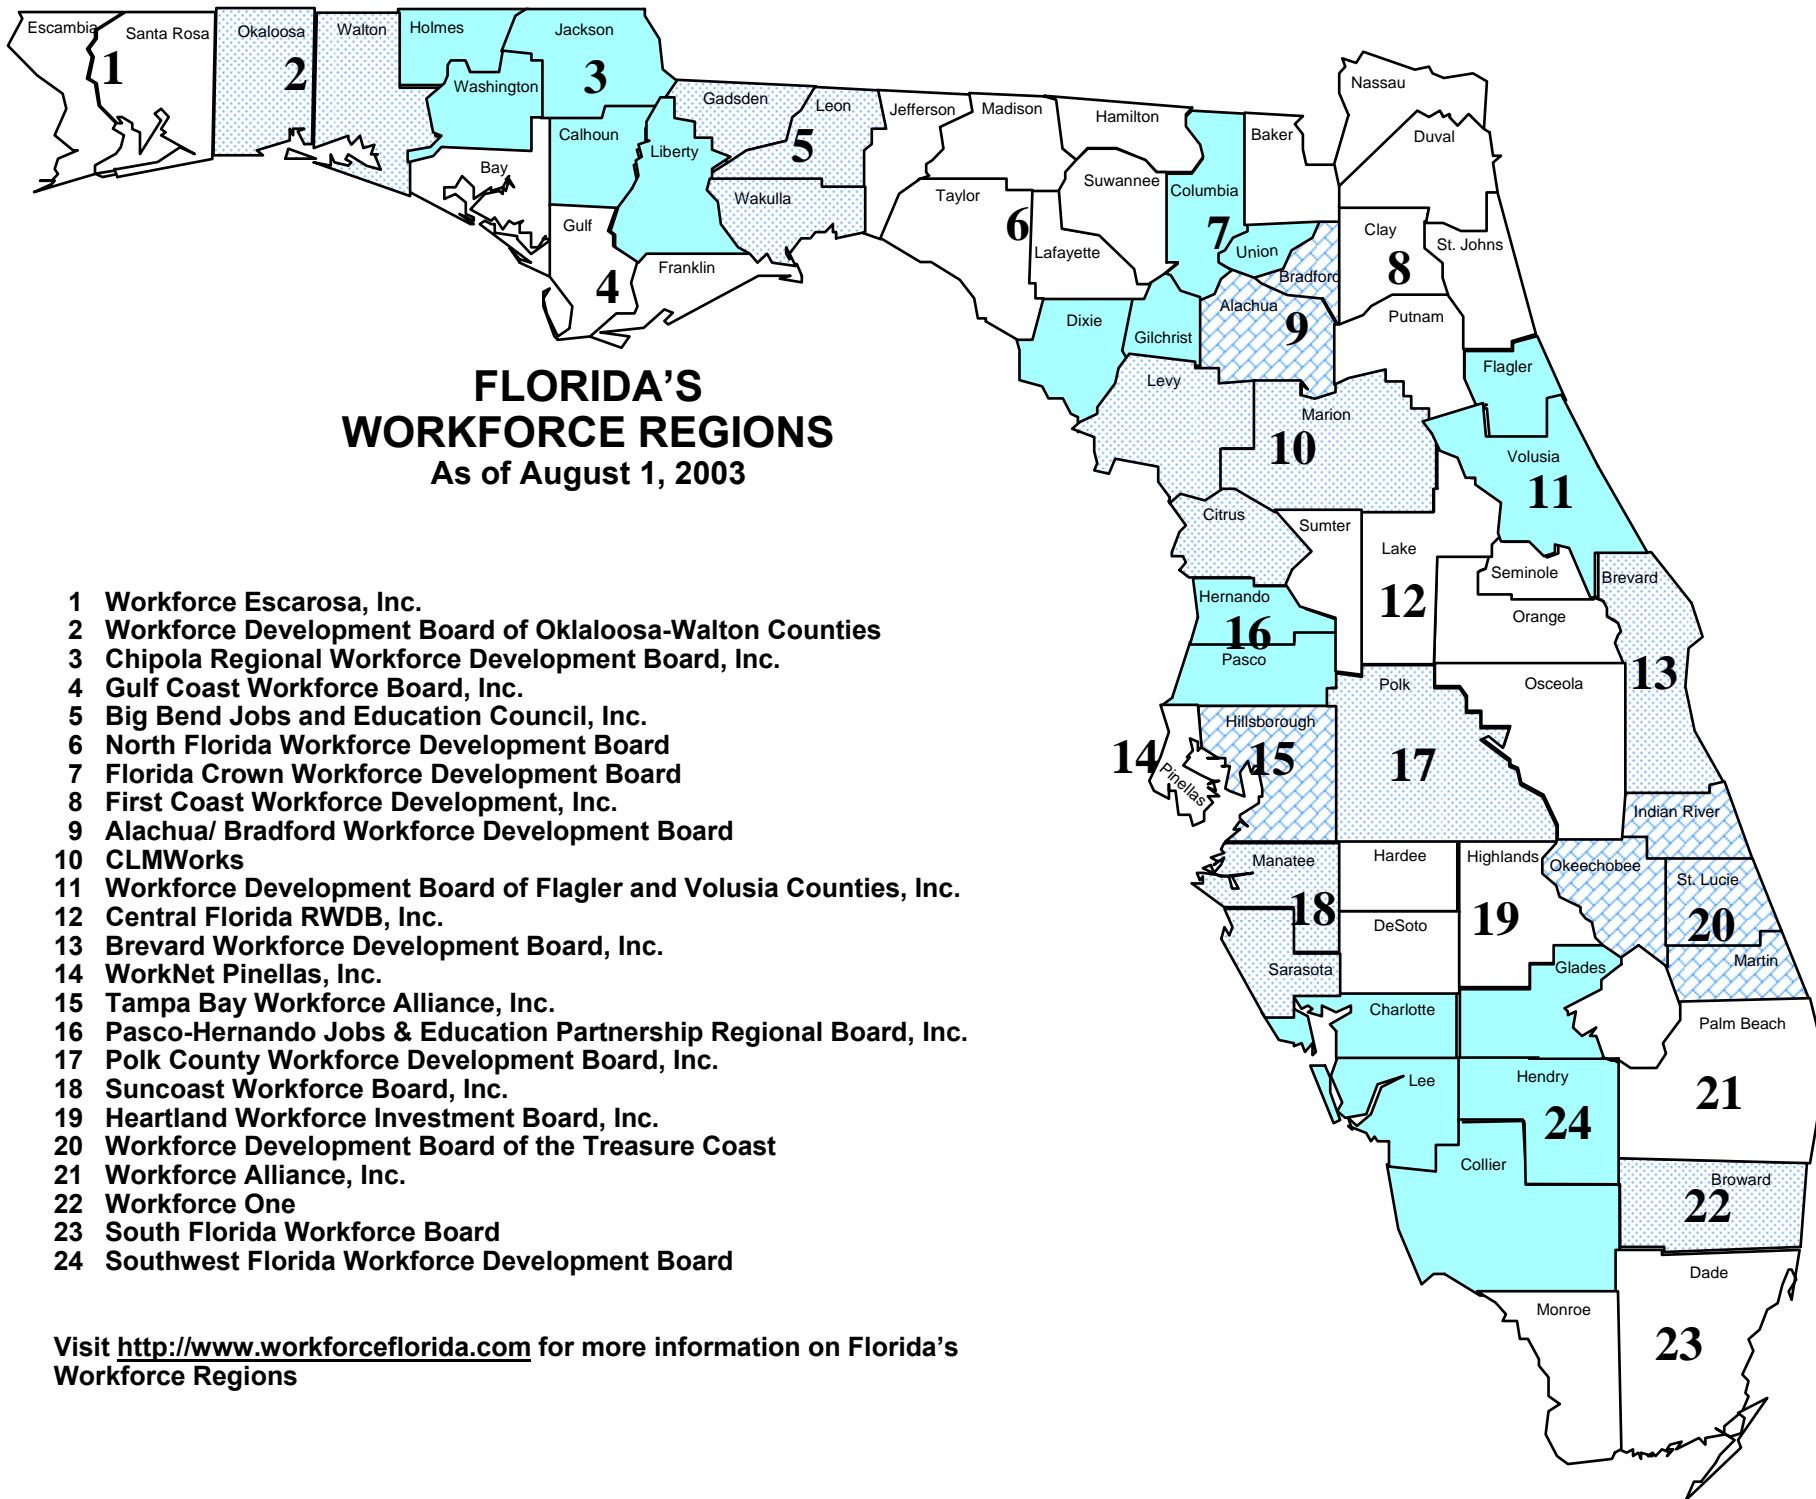 Escambia
Santa Rosa
Okaloosa
Walton
Holmes
Jackson
Washington
1
2
3
Gadsden
Leon
Jefferson
Madison
Hamilton
Nassau
Calhoun
Liberty
5
Baker
Duval
Bay
Wakulla
Taylor
Suwannee
Columbia
6
7
Gulf
Franklin
4
Lafayette
Union
Clay
St. Johns
8
Bradford
Alachua
9
Dixie
Gilchrist
Putnam
Flagler
FLORIDA'S
WORKFORCE REGIONS
As of August 1, 2003
Levy
Marion
10
Volusia
11
Citrus
Sumter
Lake
12
Seminole
Brevard
Orange
Hernando
16
Pasco
Polk
Osceola
13
14
Pinellas
Hillsborough
15
17
Indian River
Manatee
Hardee
Highlands
Okeechobee
St. Lucie
18
DeSoto
19
20
Sarasota
Glades
Martin
Charlotte
Palm Beach
Lee
Hendry
21
24
Collier
Broward
22
Dade
Monroe
23
1 Workforce Escarosa, Inc.
2 Workforce Development Board of Oklaloosa-Walton Counties
3 Chipola Regional Workforce Development Board, Inc.
4 Gulf Coast Workforce Board, Inc.
5 Big Bend Jobs and Education Council, Inc.
6 North Florida Workforce Development Board
7 Florida Crown Workforce Development Board
8 First Coast Workforce Development, Inc.
9 Alachua/ Bradford Workforce Development Board
10 CLMWorks
11 Workforce Development Board of Flagler and Volusia Counties, Inc.
12 Central Florida RWDB, Inc.
13 Brevard Workforce Development Board, Inc.
14 WorkNet Pinellas, Inc.
15 Tampa Bay Workforce Alliance, Inc.
16 Pasco-Hernando Jobs & Education Partnership Regional Board, Inc.
17 Polk County Workforce Development Board, Inc.
18 Suncoast Workforce Board, Inc.
19 Heartland Workforce Investment Board, Inc.
20 Workforce Development Board of the Treasure Coast
21 Workforce Alliance, Inc.
22 Workforce One
23 South Florida Workforce Board
24 Southwest Florida Workforce Development Board
Visit http://www.workforceflorida.com for more information on Florida's
Workforce Regions